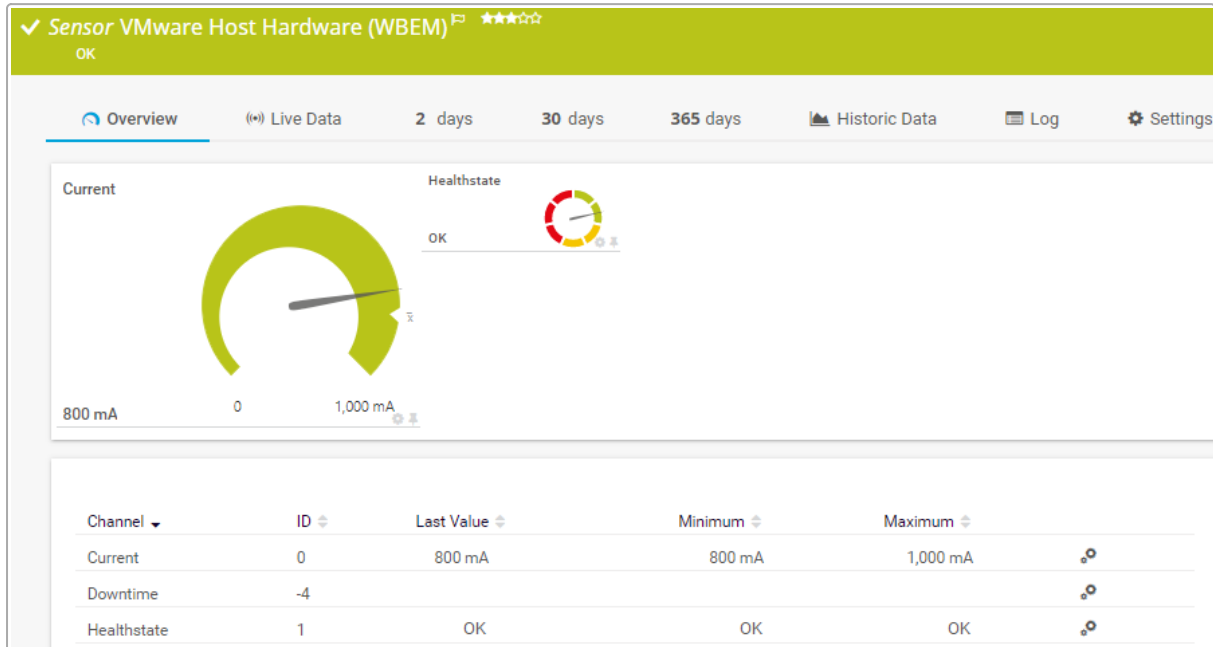 Sensor VMware Host Hardware (WBEM)
OK
Overview Live Data 2 days 30 days 365 days Historic Data Log Settings
Current
Healthstate
OK
x̄
800 mA
0
1,000 mA
Channel ID Last Value Minimum Maximum
Current 0 800 mA 800 mA 1,000 mA
Downtime -4
Healthstate 1 OK OK OK